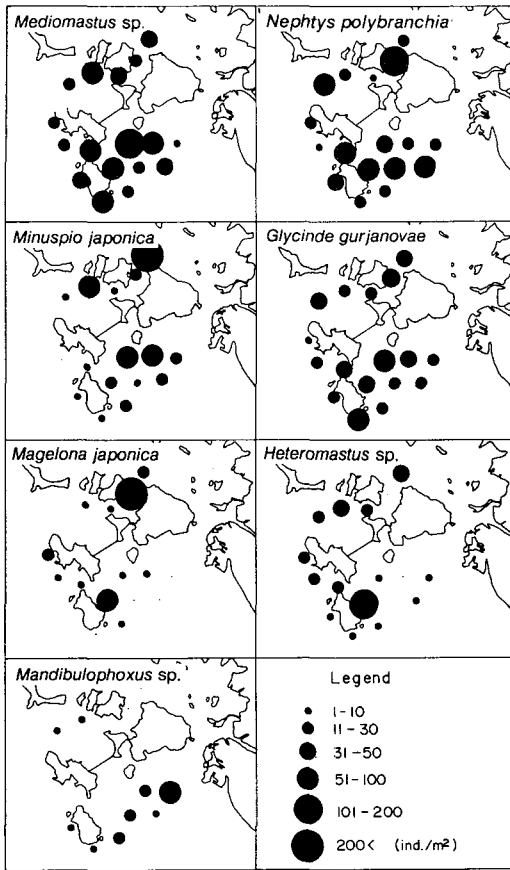 Mediomastus sp.
Nephtys polybranchia
Minuspio japonica
Glycinde gurjanovae
Magelona japonica
Heteromastus sp.
Mandibulophoxus sp.
Legend
1-10
11-30
31-50
51-100
101-200
200< (ind./m²)